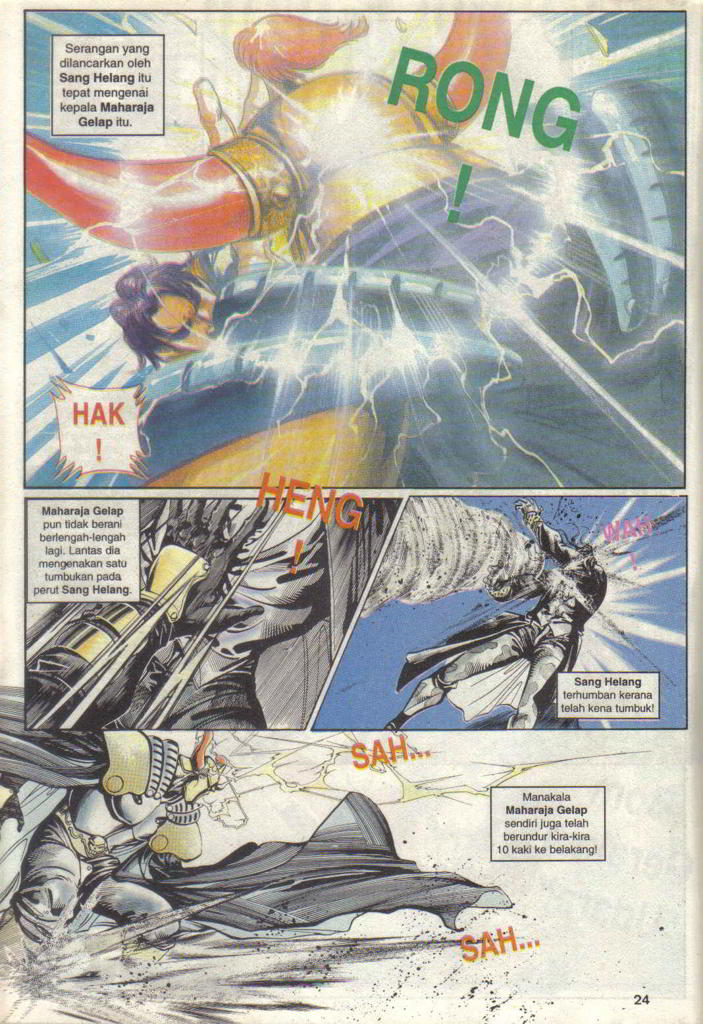 Serangan yang
dilancarkan oleh
Sang Helang itu
tepat mengenai
kepala Maharaja
Gelap itu.
RONG
!
HAK
!
Maharaja Gelap
pun tidak berani
berlengah-lengah
lagi. Lantas dia
mengenakan satu
tumbukan pada
perut Sang Helang.
HENG
!
WAH
!
Sang Helang
terhumban kerana
telah kena tumbuk!
SAH...
Manakala
Maharaja Gelap
sendiri juga telah
berundur kira-kira
10 kaki ke belakang!
SAH...
24